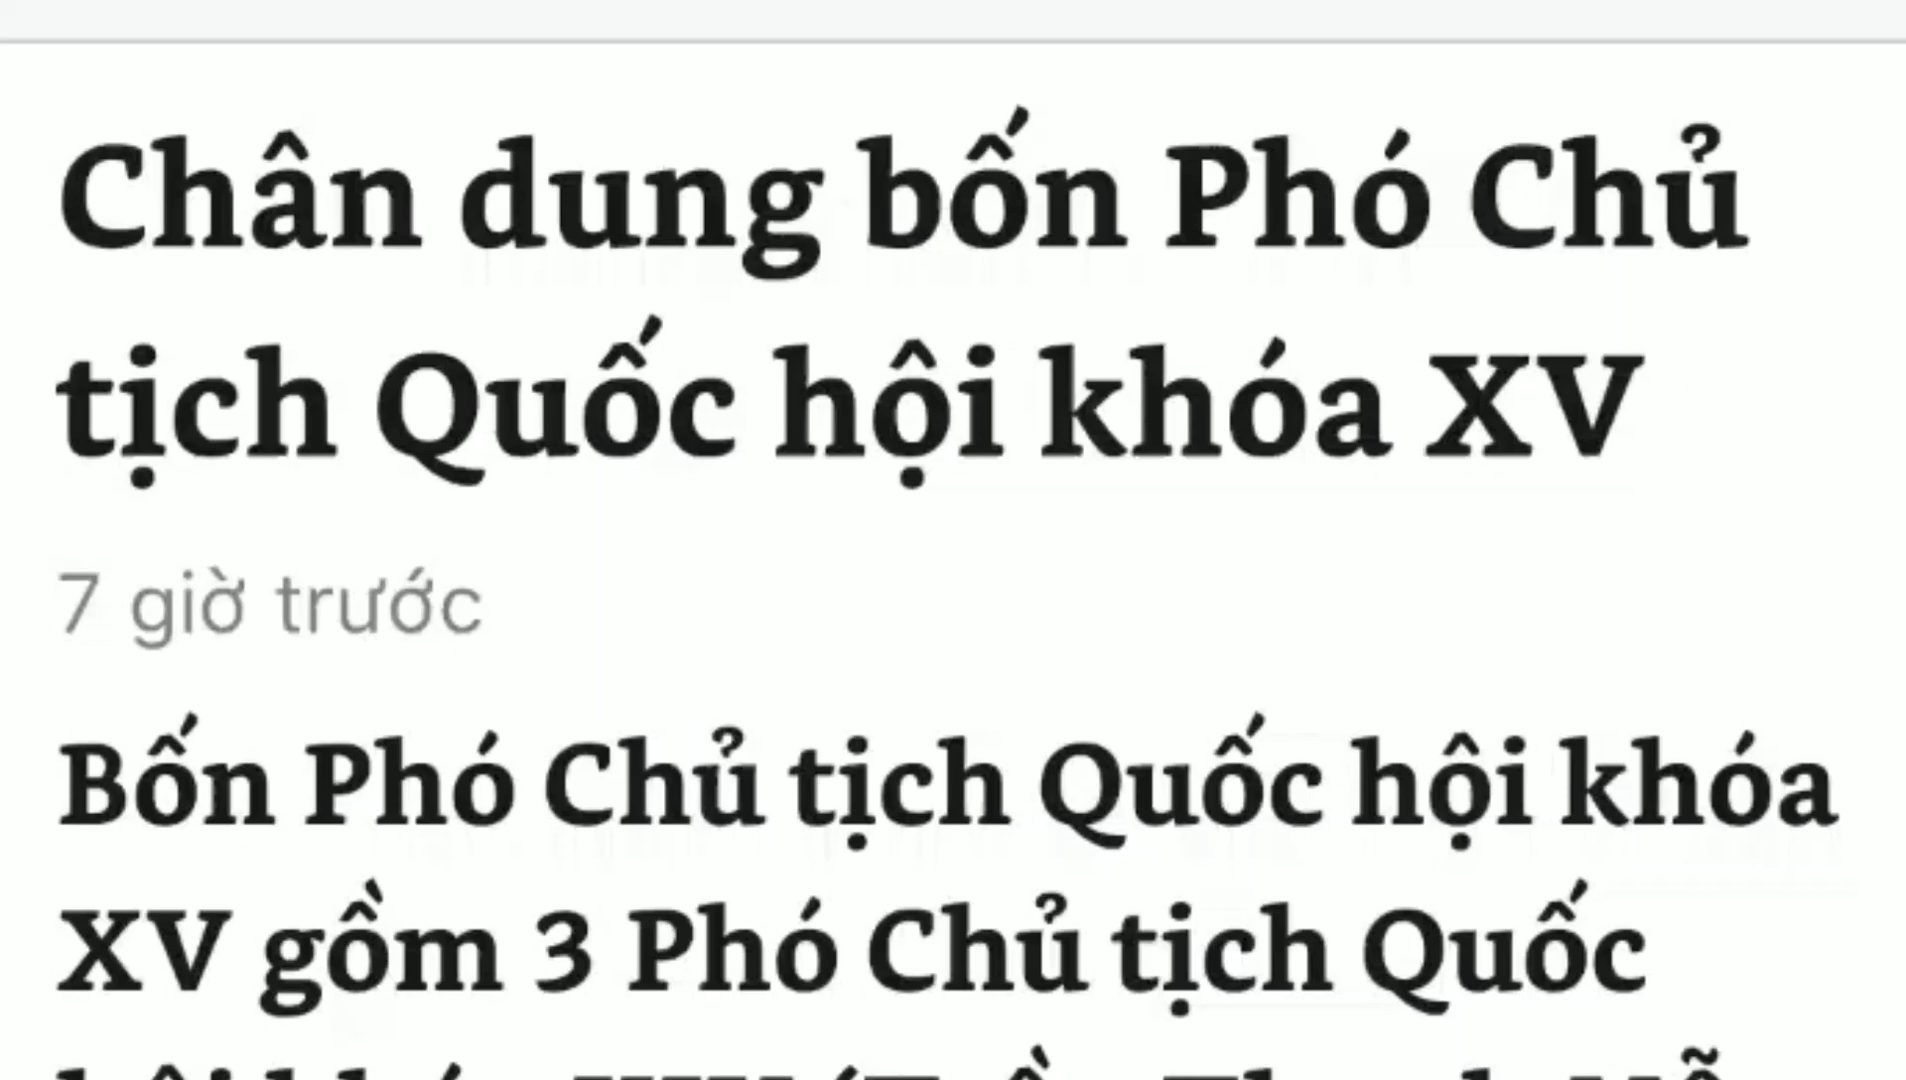 Chân dung bốn Phó Chủ
tịch Quốc hội khóa XV
7 giờ trước
Bốn Phó Chủ tịch Quốc hội khóa
XV gồm 3 Phó Chủ tịch Quốc